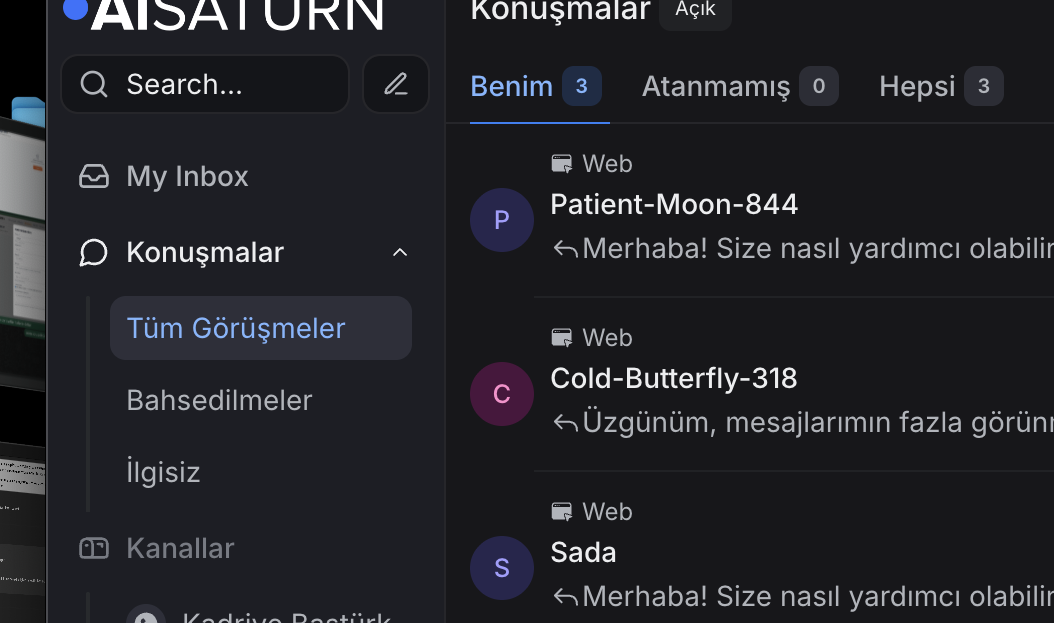 AISATURN
Search...
My Inbox
Konuşmalar
Tüm Görüşmeler
Bahsedilmeler
İlgisiz
Kanallar
Kadriye Baştürk
Konuşmalar Açık
Benim 3 Atanmamış 0 Hepsi 3
Web
P
Patient-Moon-844
Merhaba! Size nasıl yardımcı olabilir
Web
C
Cold-Butterfly-318
Üzgünüm, mesajlarımın fazla görün
Web
S
Sada
Merhaba! Size nasıl yardımcı olabilir